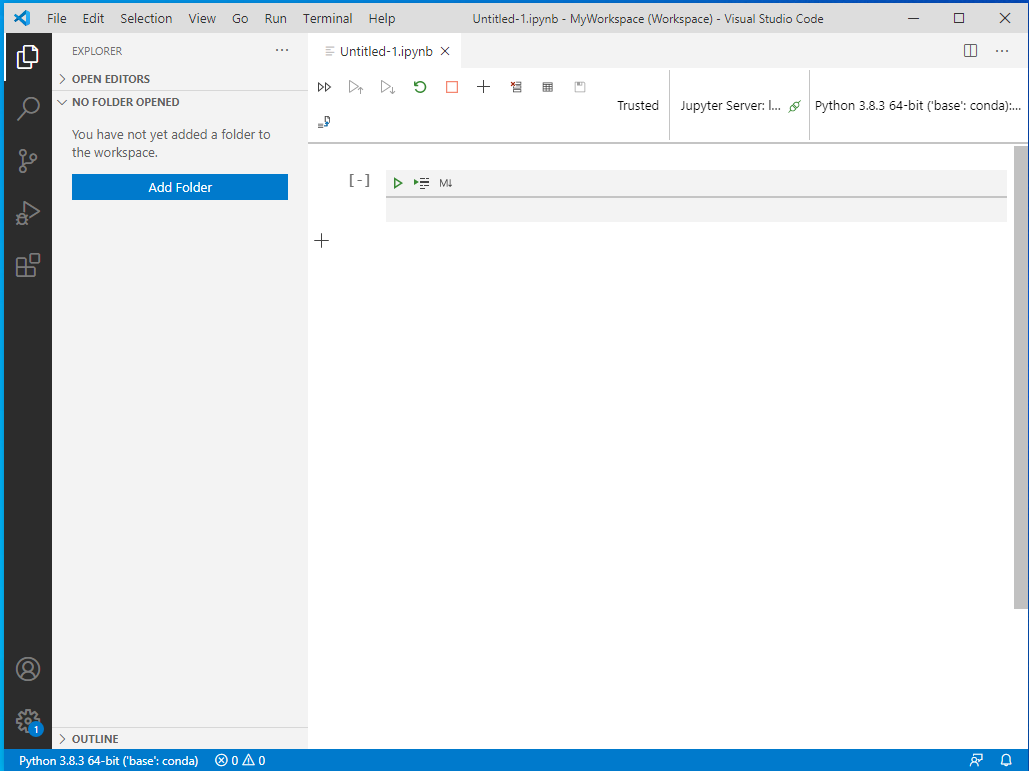 File Edit Selection View Go Run Terminal Help Untitled-1.ipynb - MyWorkspace (Workspace) - Visual Studio Code
EXPLORER
OPEN EDITORS
NO FOLDER OPENED
You have not yet added a folder to
the workspace.
Add Folder
OUTLINE
Untitled-1.ipynb
Trusted
Jupyter Server: l...
Python 3.8.3 64-bit ('base': conda):...
[-]
M↓
1
Python 3.8.3 64-bit ('base': conda) 0 0